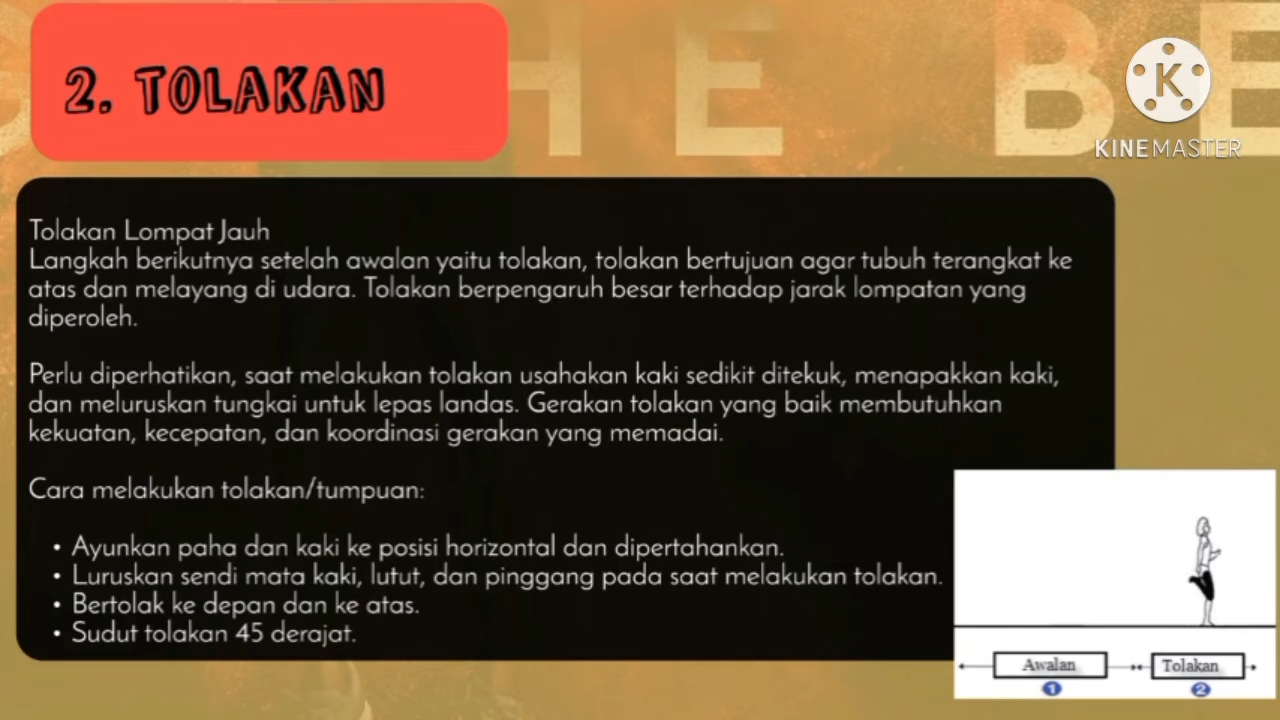 2. TOLAKAN
HE BE
KINEMASTER
Tolakan Lompat Jauh
Langkah berikutnya setelah awalan yaitu tolakan, tolakan bertujuan agar tubuh terangkat ke
atas dan melayang di udara. Tolakan berpengaruh besar terhadap jarak lompatan yang
diperoleh.
Perlu diperhatikan, saat melakukan tolakan usahakan kaki sedikit ditekuk, menapakkan kaki,
dan meluruskan tungkai untuk lepas landas. Gerakan tolakan yang baik membutuhkan
kekuatan, kecepatan, dan koordinasi gerakan yang memadai.
Cara melakukan tolakan/tumpuan:
• Ayunkan paha dan kaki ke posisi horizontal dan dipertahankan.
• Luruskan sendi mata kaki, lutut, dan pinggang pada saat melakukan tolakan.
• Bertolak ke depan dan ke atas.
• Sudut tolakan 45 derajat.
Awalan Tolakan
1 2